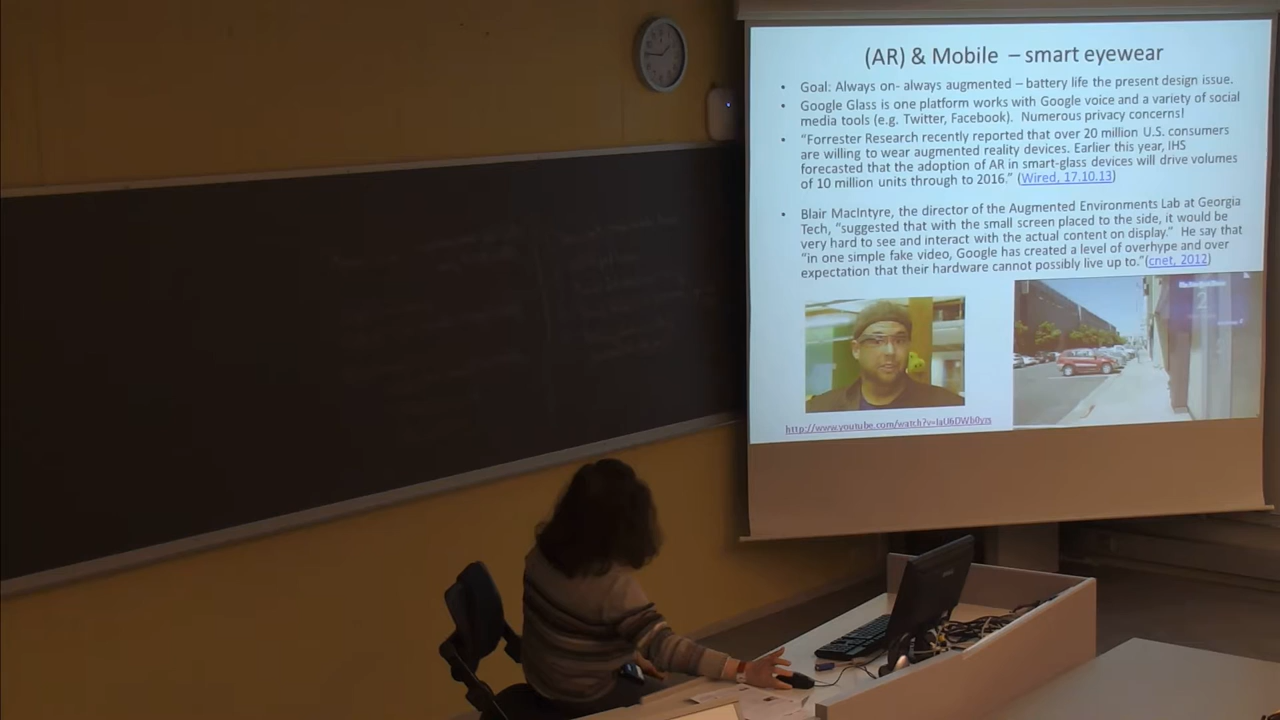 (AR) & Mobile – smart eyewear
• Goal: Always on- always augmented – battery life the present design issue.
• Google Glass is one platform works with Google voice and a variety of social
media tools (e.g. Twitter, Facebook). Numerous privacy concerns!
• “Forrester Research recently reported that over 20 million U.S. consumers
are willing to wear augmented reality devices. Earlier this year, IHS
forecasted that the adoption of AR in smart-glass devices will drive volumes
of 10 million units through to 2016.” (Wired, 17.10.13)
• Blair MacIntyre, the director of the Augmented Environments Lab at Georgia
Tech, “suggested that with the small screen placed to the side, it would be
very hard to see and interact with the actual content on display.” He say that
“in one simple fake video, Google has created a level of overhype and over
expectation that their hardware cannot possibly live up to.”(cnet, 2012)
2